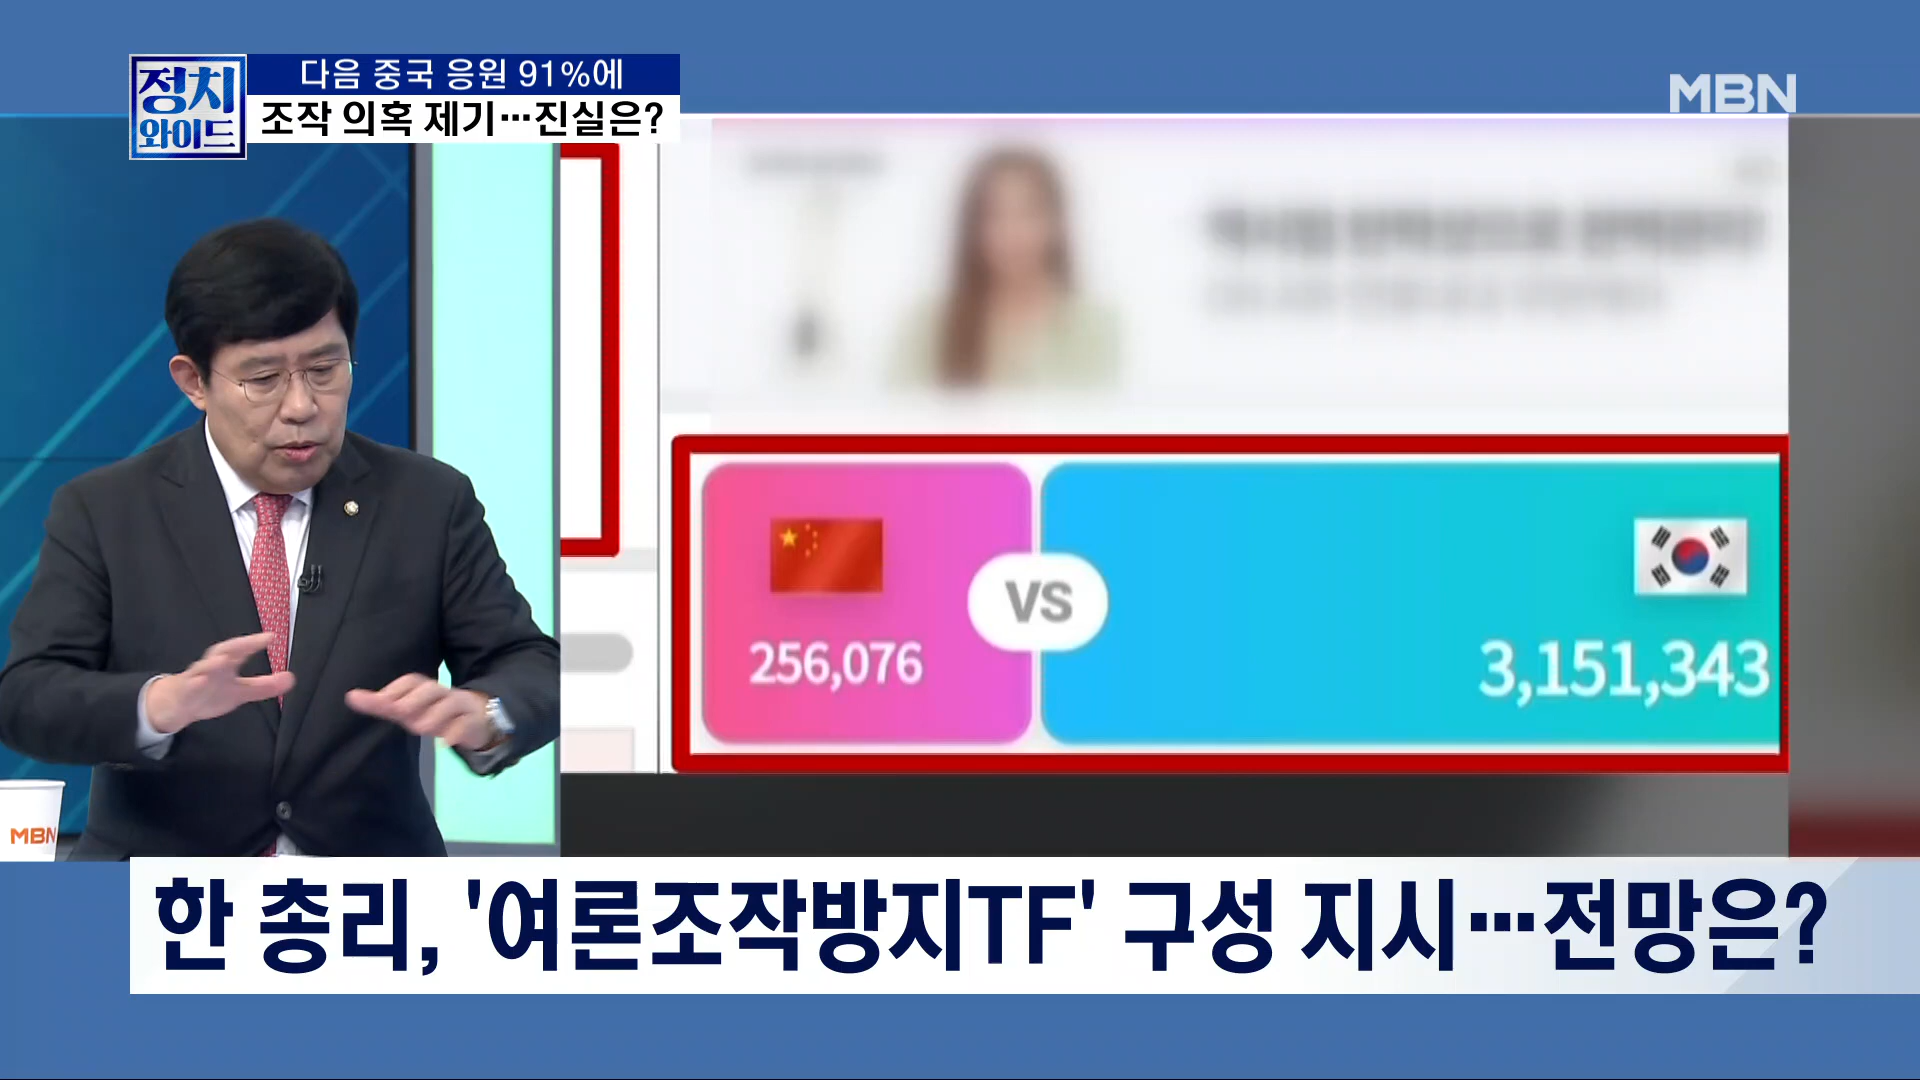 정치
와이드
다음 중국 응원 91%에
조작 의혹 제기…진실은?
MBN
256,076
VS
3,151,343
MBN
한 총리, '여론조작방지TF' 구성 지시…전망은?